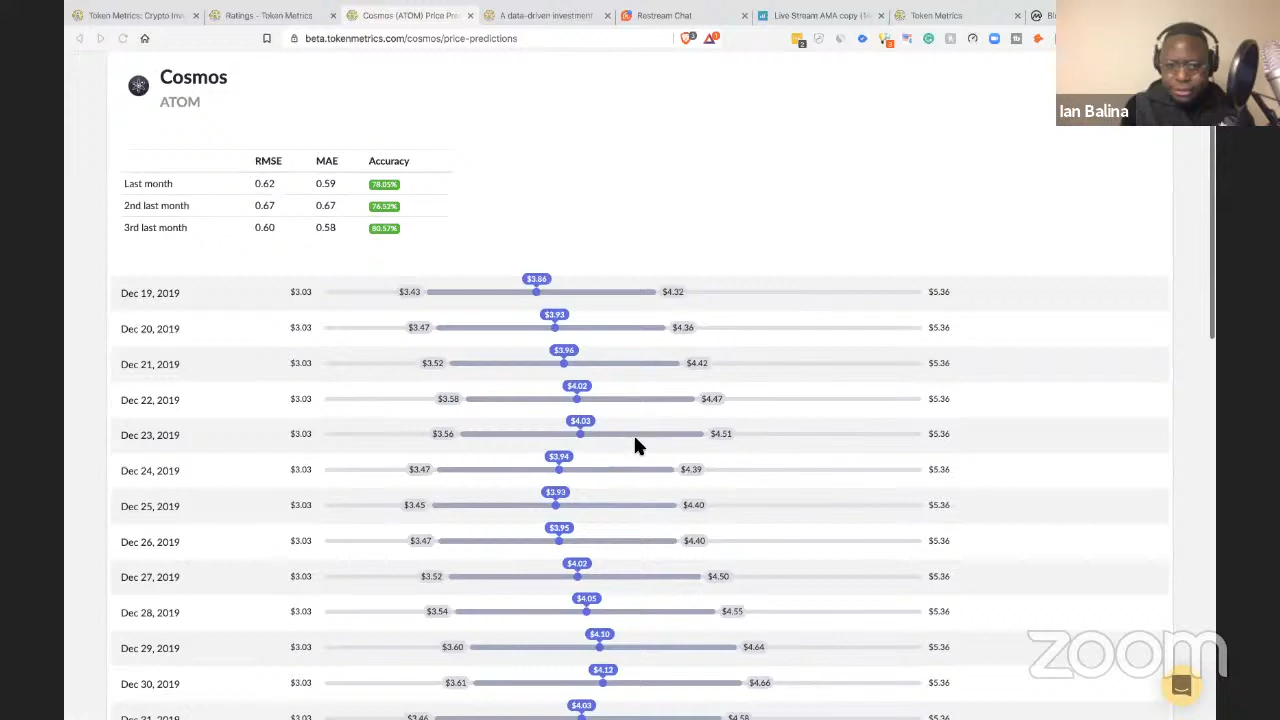 Token Metrics: Crypto Inv
Ratings - Token Metrics
Cosmos (ATOM) Price Pre
A data-driven investment
Restream Chat
Live Stream AMA copy (14
Token Metrics
beta.tokenmetrics.com/cosmos/price-predictions
Ian Balina
Cosmos
ATOM
RMSE MAE Accuracy
Last month 0.62 0.59 78.05%
2nd last month 0.67 0.67 76.52%
3rd last month 0.60 0.58 80.57%
$3.86
Dec 19, 2019 $3.03 $3.43 $4.32 $5.36
$3.93
Dec 20, 2019 $3.03 $3.47 $4.36 $5.36
$3.96
Dec 21, 2019 $3.03 $3.52 $4.42 $5.36
$4.02
Dec 22, 2019 $3.03 $3.58 $4.47 $5.36
$4.03
Dec 23, 2019 $3.03 $3.56 $4.51 $5.36
$3.94
Dec 24, 2019 $3.03 $3.47 $4.39 $5.36
$3.93
Dec 25, 2019 $3.03 $3.45 $4.40 $5.36
$3.95
Dec 26, 2019 $3.03 $3.47 $4.40 $5.36
$4.02
Dec 27, 2019 $3.03 $3.52 $4.50 $5.36
$4.05
Dec 28, 2019 $3.03 $3.54 $4.55 $5.36
$4.10
Dec 29, 2019 $3.03 $3.60 $4.64 $5.36
$4.12
Dec 30, 2019 $3.03 $3.61 $4.66 $5.36
$4.03
Dec 31, 2019 $3.03 $3.46 $4.58 $5.36
zoom